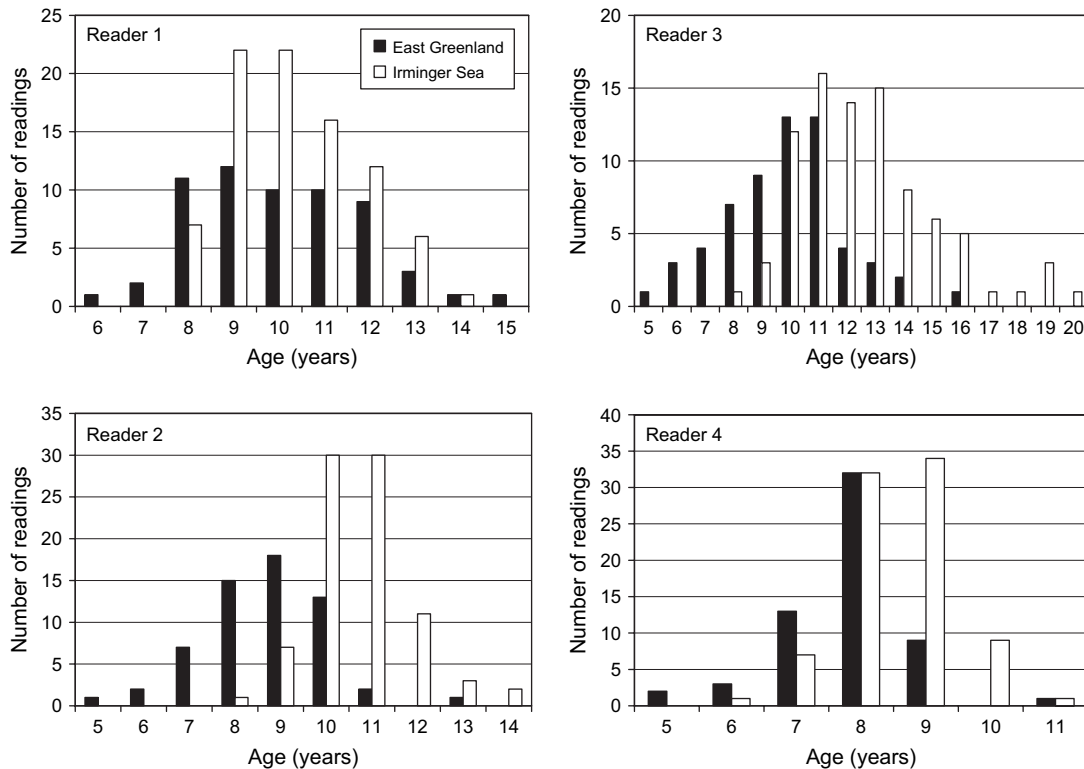 Reader 1
East Greenland
Irminger Sea
Number of readings
25
20
15
10
5
0
6 7 8 9 10 11 12 13 14 15
Age (years)
Reader 3
Number of readings
20
15
10
5
0
5 6 7 8 9 10 11 12 13 14 15 16 17 18 19 20
Age (years)
Reader 2
Number of readings
35
30
25
20
15
10
5
0
5 6 7 8 9 10 11 12 13 14
Age (years)
Reader 4
Number of readings
40
35
30
25
20
15
10
5
0
5 6 7 8 9 10 11
Age (years)